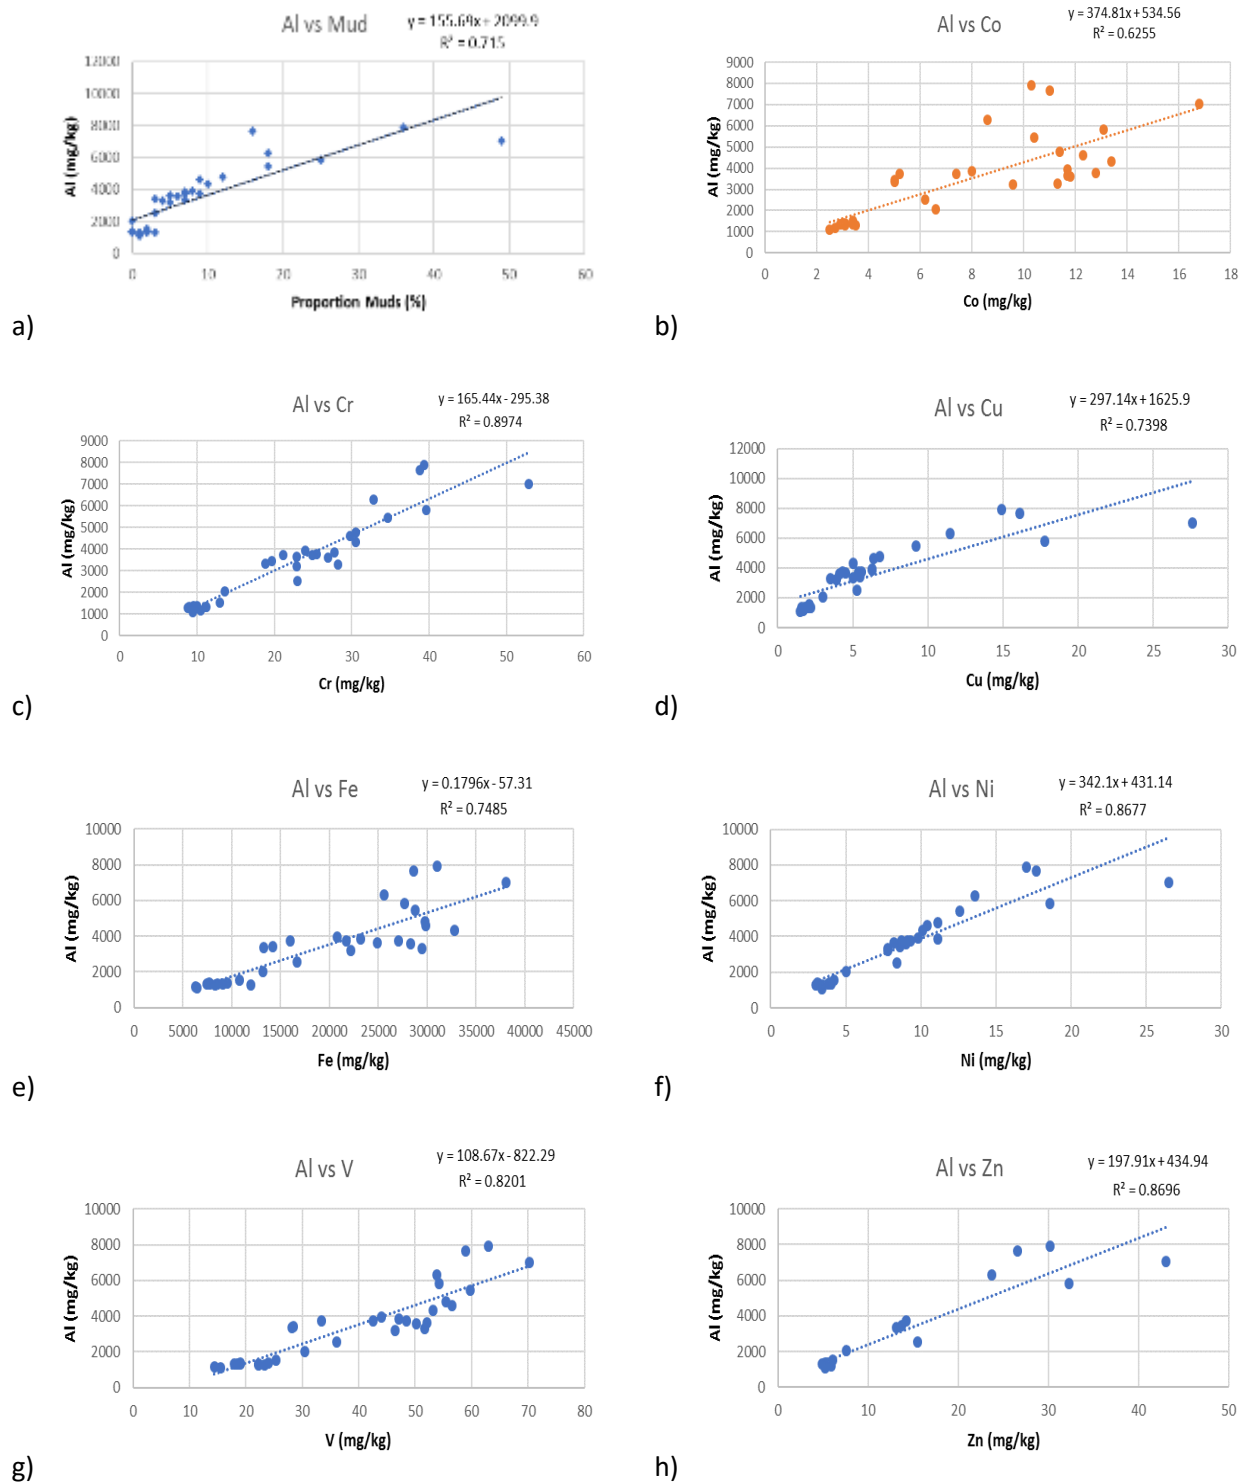 Al vs Mud
y = 155.69x + 2099.9
R² = 0.715
12000
10000
8000
6000
4000
2000
0
Al (mg/kg)
0 10 20 30 40 50 60
Proportion Muds (%)
a)
Al vs Co
y = 374.81x + 534.56
R² = 0.6255
9000
8000
7000
6000
5000
4000
3000
2000
1000
0
Al (mg/kg)
0 2 4 6 8 10 12 14 16 18
Co (mg/kg)
b)
Al vs Cr
y = 165.44x - 295.38
R² = 0.8974
9000
8000
7000
6000
5000
4000
3000
2000
1000
0
Al (mg/kg)
0 10 20 30 40 50 60
Cr (mg/kg)
c)
Al vs Cu
y = 297.14x + 1625.9
R² = 0.7398
12000
10000
8000
6000
4000
2000
0
Al (mg/kg)
0 5 10 15 20 25 30
Cu (mg/kg)
d)
Al vs Fe
y = 0.1796x - 57.31
R² = 0.7485
10000
8000
6000
4000
2000
0
Al (mg/kg)
0 5000 10000 15000 20000 25000 30000 35000 40000 45000
Fe (mg/kg)
e)
Al vs Ni
y = 342.1x + 431.14
R² = 0.8677
10000
8000
6000
4000
2000
0
Al (mg/kg)
0 5 10 15 20 25 30
Ni (mg/kg)
f)
Al vs V
y = 108.67x - 822.29
R² = 0.8201
10000
8000
6000
4000
2000
0
Al (mg/kg)
0 10 20 30 40 50 60 70 80
V (mg/kg)
g)
Al vs Zn
y = 197.91x + 434.94
R² = 0.8696
10000
8000
6000
4000
2000
0
Al (mg/kg)
0 10 20 30 40 50
Zn (mg/kg)
h)